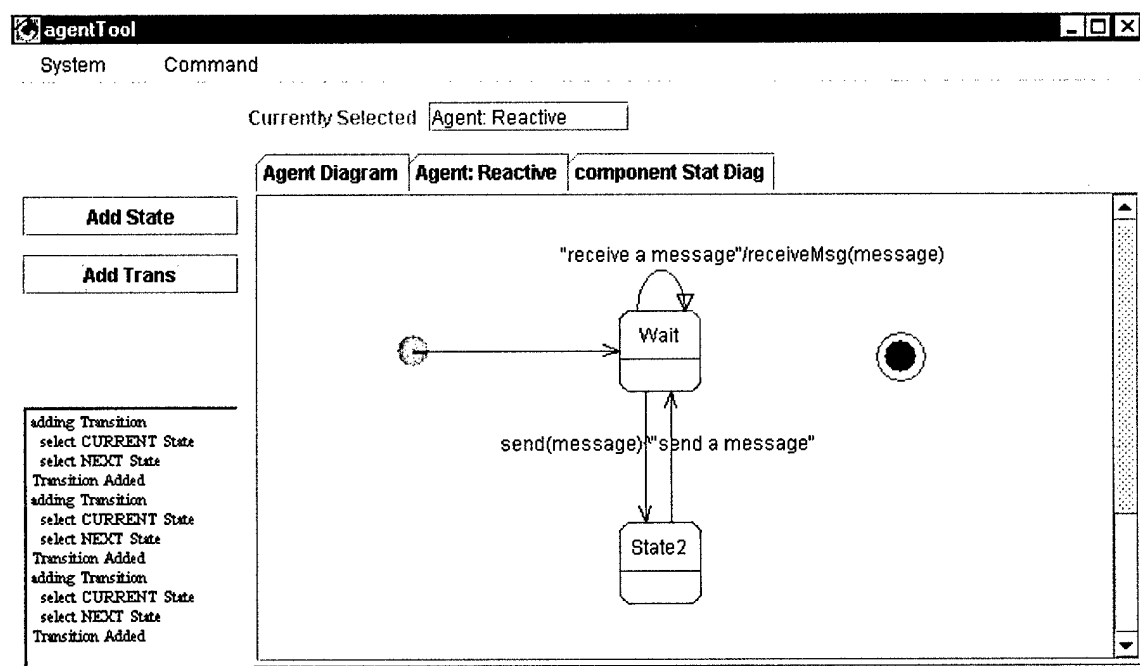 agentTool
System Command
Currently Selected Agent: Reactive
Agent Diagram Agent: Reactive component Stat Diag
Add State
Add Trans
"receive a message"/receiveMsg(message)
Wait
send(message)^"send a message"
State2
adding Transition
select CURRENT State
select NEXT State
Transition Added
adding Transition
select CURRENT State
select NEXT State
Transition Added
adding Transition
select CURRENT State
select NEXT State
Transition Added